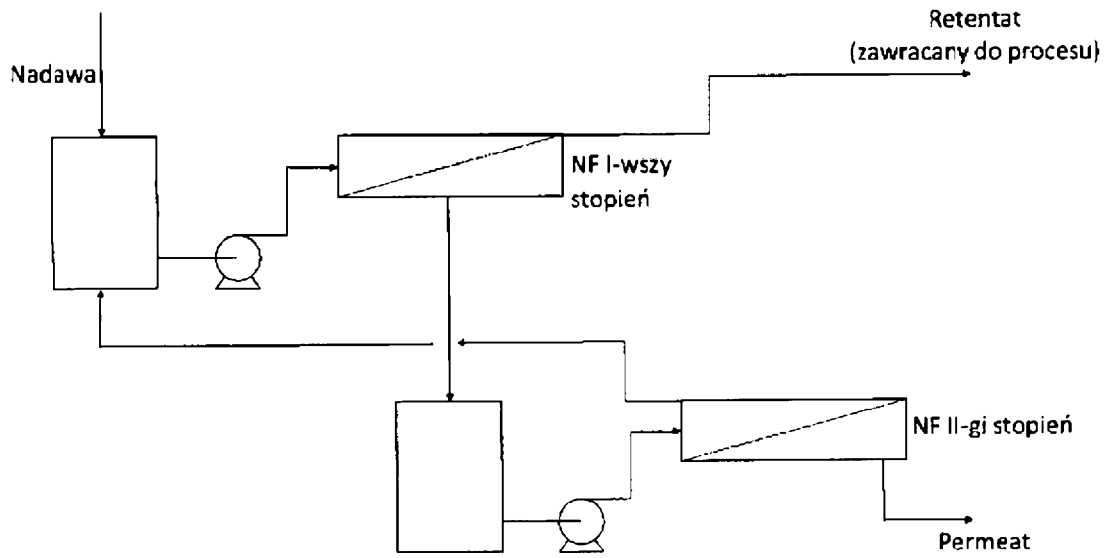 Retentat
(zawracany do procesu)
Nadawa
NF I-wszy
stopień
NF II-gi stopień
Permeat